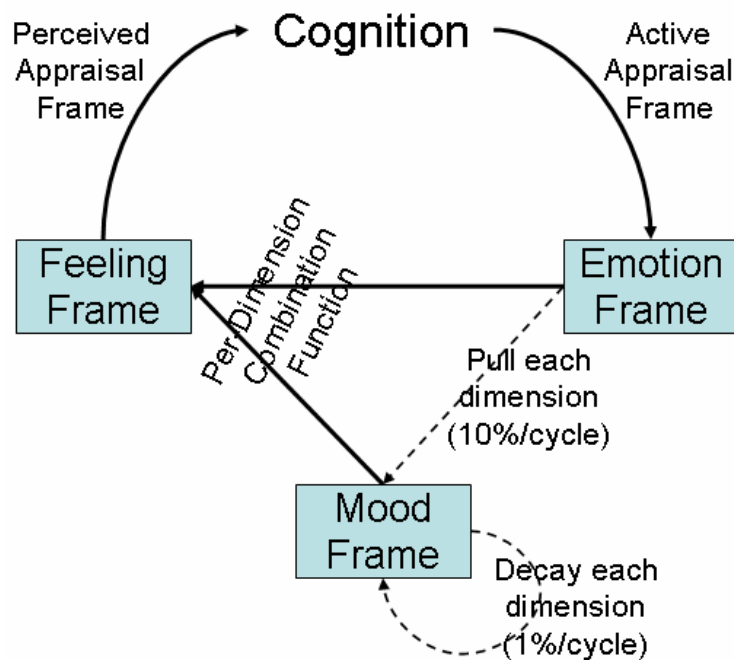 Perceived
Appraisal
Frame
Cognition
Active
Appraisal
Frame
Feeling
Frame
Per-Dimension
Combination
Function
Emotion
Frame
Pull each
dimension
(10%/cycle)
Mood
Frame
Decay each
dimension
(1%/cycle)